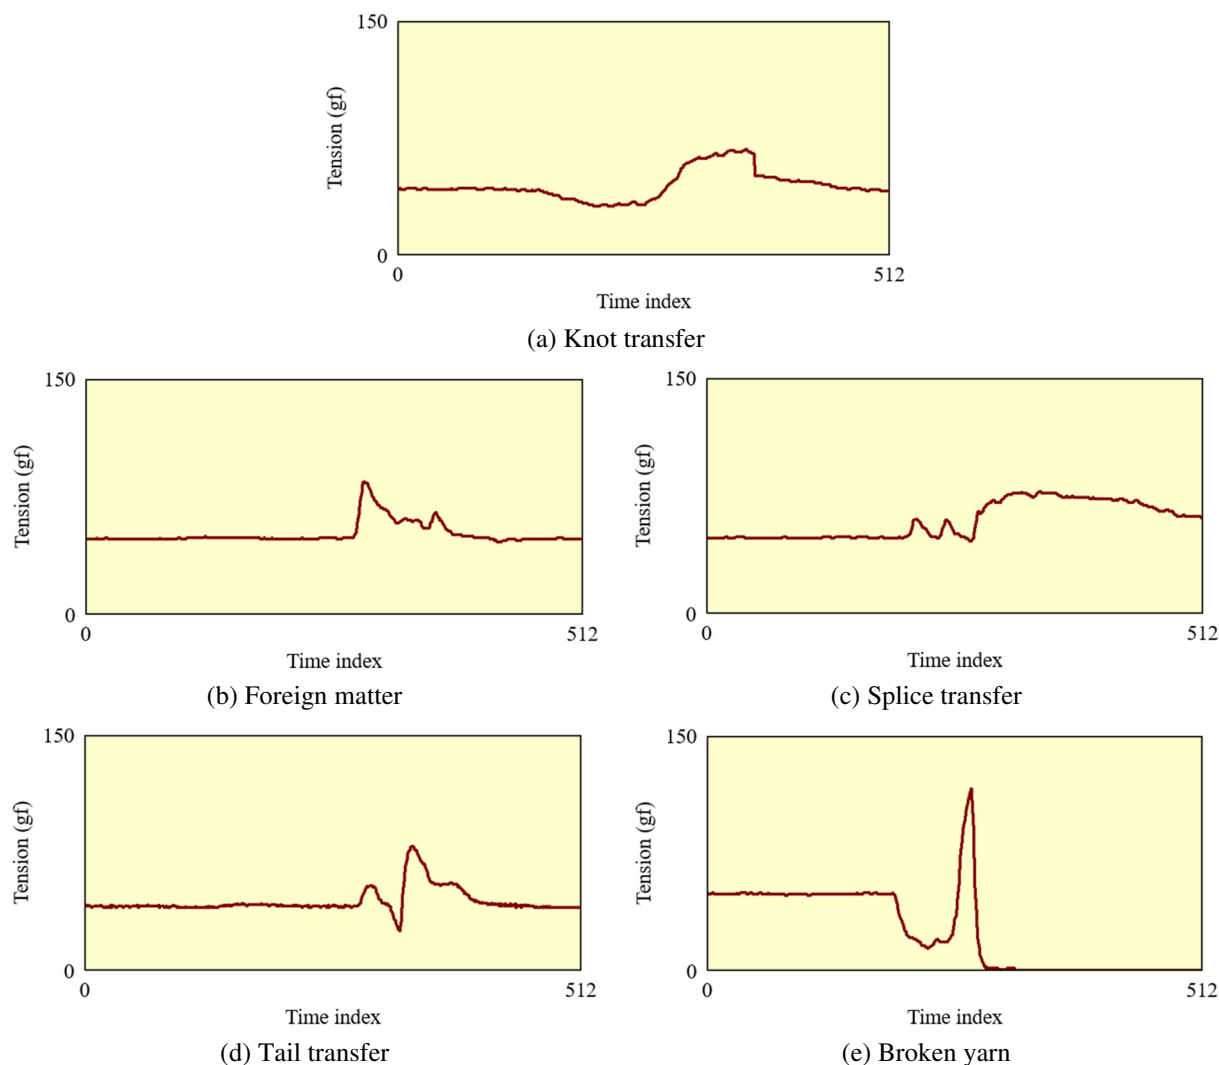 150
Tension (gf)
0
0 512
Time index
(a) Knot transfer
150
Tension (gf)
0
0 512
Time index
(b) Foreign matter
150
Tension (gf)
0
0 512
Time index
(c) Splice transfer
150
Tension (gf)
0
0 512
Time index
(d) Tail transfer
150
Tension (gf)
0
0 512
Time index
(e) Broken yarn